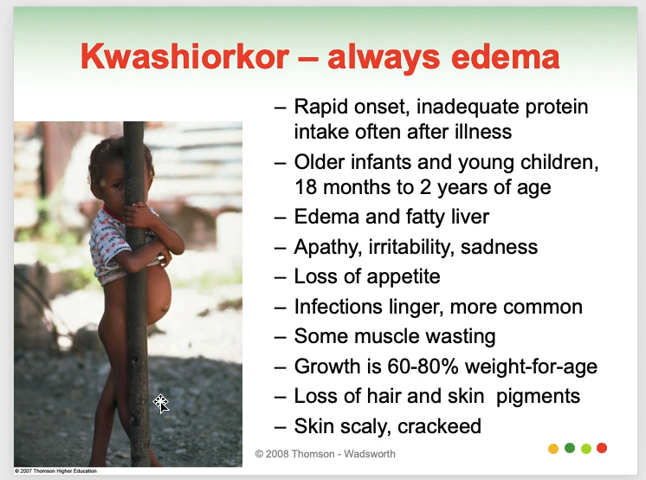 Kwashiorkor – always edema
– Rapid onset, inadequate protein
intake often after illness
– Older infants and young children,
18 months to 2 years of age
– Edema and fatty liver
– Apathy, irritability, sadness
– Loss of appetite
– Infections linger, more common
– Some muscle wasting
– Growth is 60-80% weight-for-age
– Loss of hair and skin  pigments
– Skin scaly, crackeed
© 2008 Thomson - Wadsworth
© 2007 Thomson Higher Education